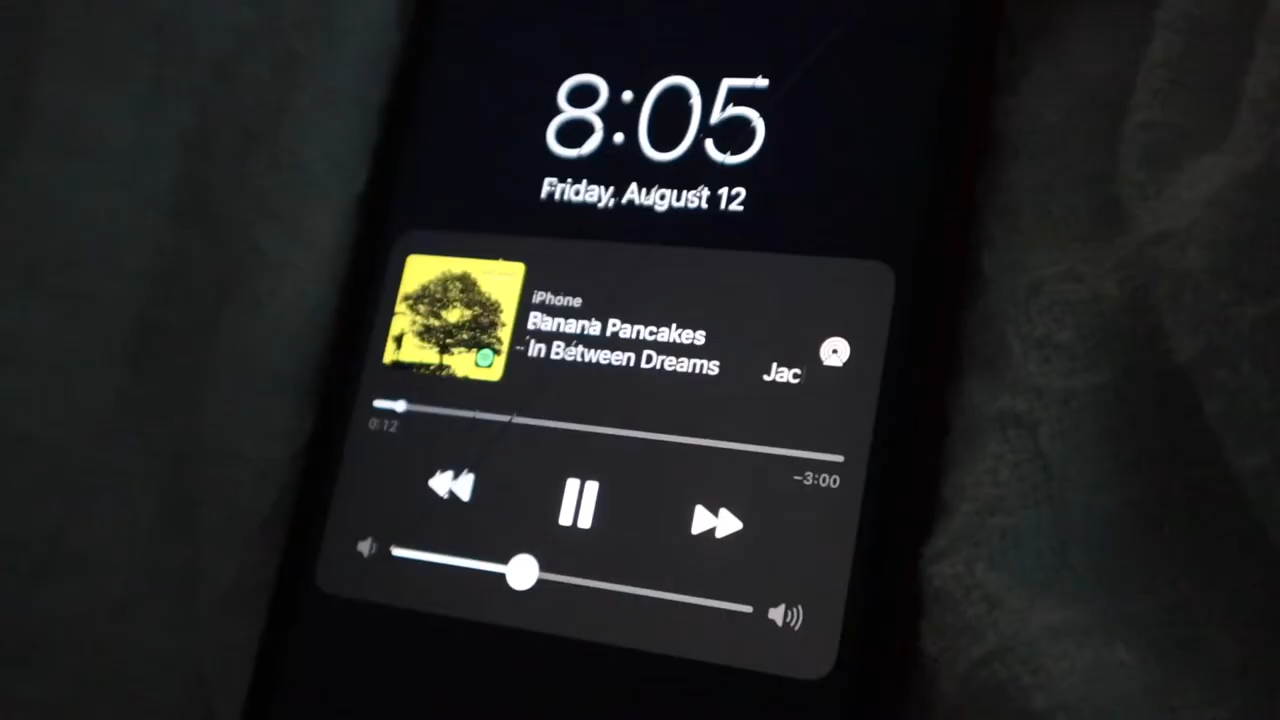 8:05
Friday, August 12
iPhone
Banana Pancakes
In Between Dreams Jac
0:12
-3:00